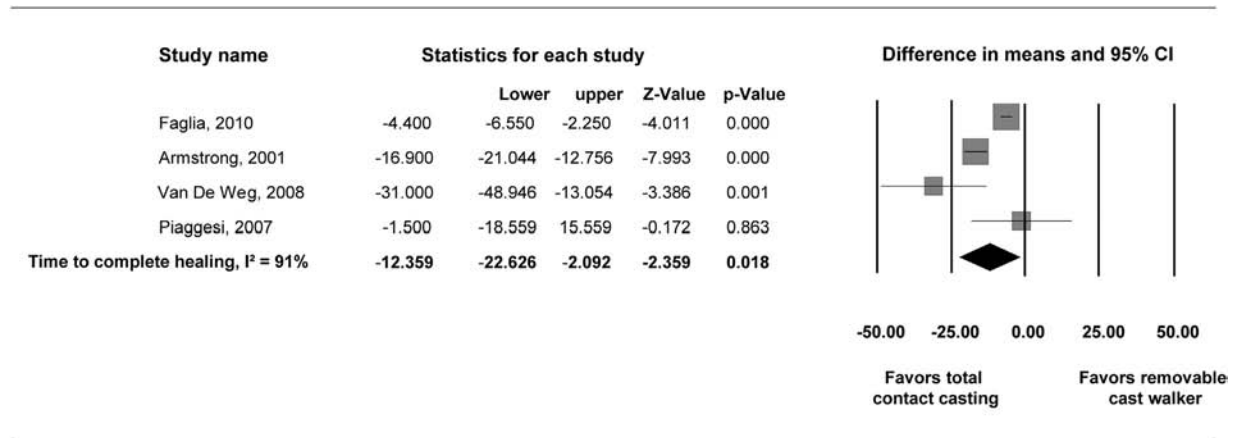 Study name Statistics for each study Difference in means and 95% CI
Lower upper Z-Value p-Value
Faglia, 2010 -4.400 -6.550 -2.250 -4.011 0.000
Armstrong, 2001 -16.900 -21.044 -12.756 -7.993 0.000
Van De Weg, 2008 -31.000 -48.946 -13.054 -3.386 0.001
Piaggesi, 2007 -1.500 -18.559 15.559 -0.172 0.863
Time to complete healing, I² = 91% -12.359 -22.626 -2.092 -2.359 0.018
-50.00 -25.00 0.00 25.00 50.00
Favors total Favors removable
contact casting cast walker